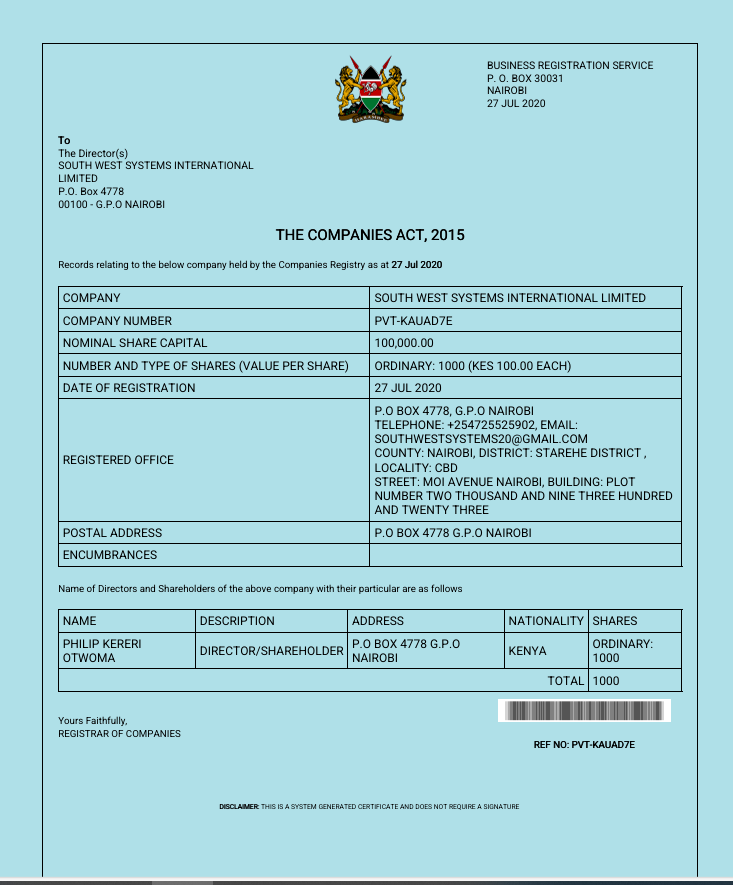 BUSINESS REGISTRATION SERVICE
P. O. BOX 30031
NAIROBI
27 JUL 2020
To
The Director(s)
SOUTH WEST SYSTEMS INTERNATIONAL
LIMITED
P.O. Box 4778
00100 - G.P.O NAIROBI
THE COMPANIES ACT, 2015
Records relating to the below company held by the Companies Registry as at 27 Jul 2020
COMPANY
SOUTH WEST SYSTEMS INTERNATIONAL LIMITED
COMPANY NUMBER
PVT-KAUAD7E
NOMINAL SHARE CAPITAL
100,000.00
NUMBER AND TYPE OF SHARES (VALUE PER SHARE)
ORDINARY: 1000 (KES 100.00 EACH)
DATE OF REGISTRATION
27 JUL 2020
REGISTERED OFFICE
P.O BOX 4778, G.P.O NAIROBI
TELEPHONE: +254725525902, EMAIL:
SOUTHWESTSYSTEMS20@GMAIL.COM
COUNTY: NAIROBI, DISTRICT: STAREHE DISTRICT ,
LOCALITY: CBD
STREET: MOI AVENUE NAIROBI, BUILDING: PLOT
NUMBER TWO THOUSAND AND NINE THREE HUNDRED
AND TWENTY THREE
POSTAL ADDRESS
P.O BOX 4778 G.P.O NAIROBI
ENCUMBRANCES
Name of Directors and Shareholders of the above company with their particular are as follows
NAME
DESCRIPTION
ADDRESS
NATIONALITY
SHARES
PHILIP KERERI
OTWOMA
DIRECTOR/SHAREHOLDER
P.O BOX 4778 G.P.O
NAIROBI
KENYA
ORDINARY:
1000
TOTAL
1000
Yours Faithfully,
REGISTRAR OF COMPANIES
REF NO: PVT-KAUAD7E
DISCLAIMER: THIS IS A SYSTEM GENERATED CERTIFICATE AND DOES NOT REQUIRE A SIGNATURE